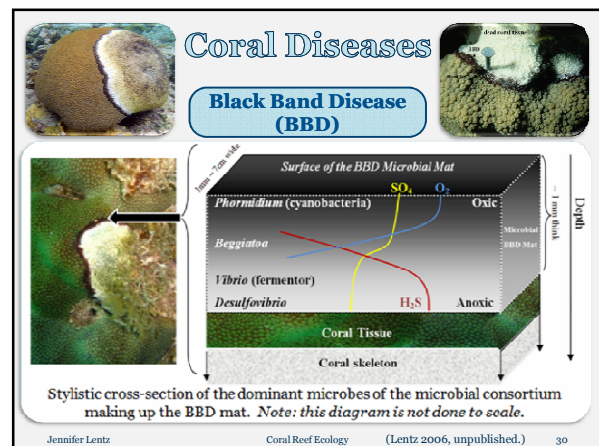 Coral Diseases
dead coral tissue
BBD
Black Band Disease
(BBD)
1mm – 7cm wide
Surface of the BBD Microbial Mat
SO4 O2
Phormidium (cyanobacteria) Oxic
Beggiatoa
Microbial
BBD Mat
Vibrio (fermentor)
Desulfovibrio H2S Anoxic
~ 1mm think
Depth
Coral Tissue
Coral skeleton
Stylistic cross-section of the dominant microbes of the microbial consortium
making up the BBD mat. Note: this diagram is not done to scale.
Jennifer Lentz Coral Reef Ecology (Lentz 2006, unpublished.) 30